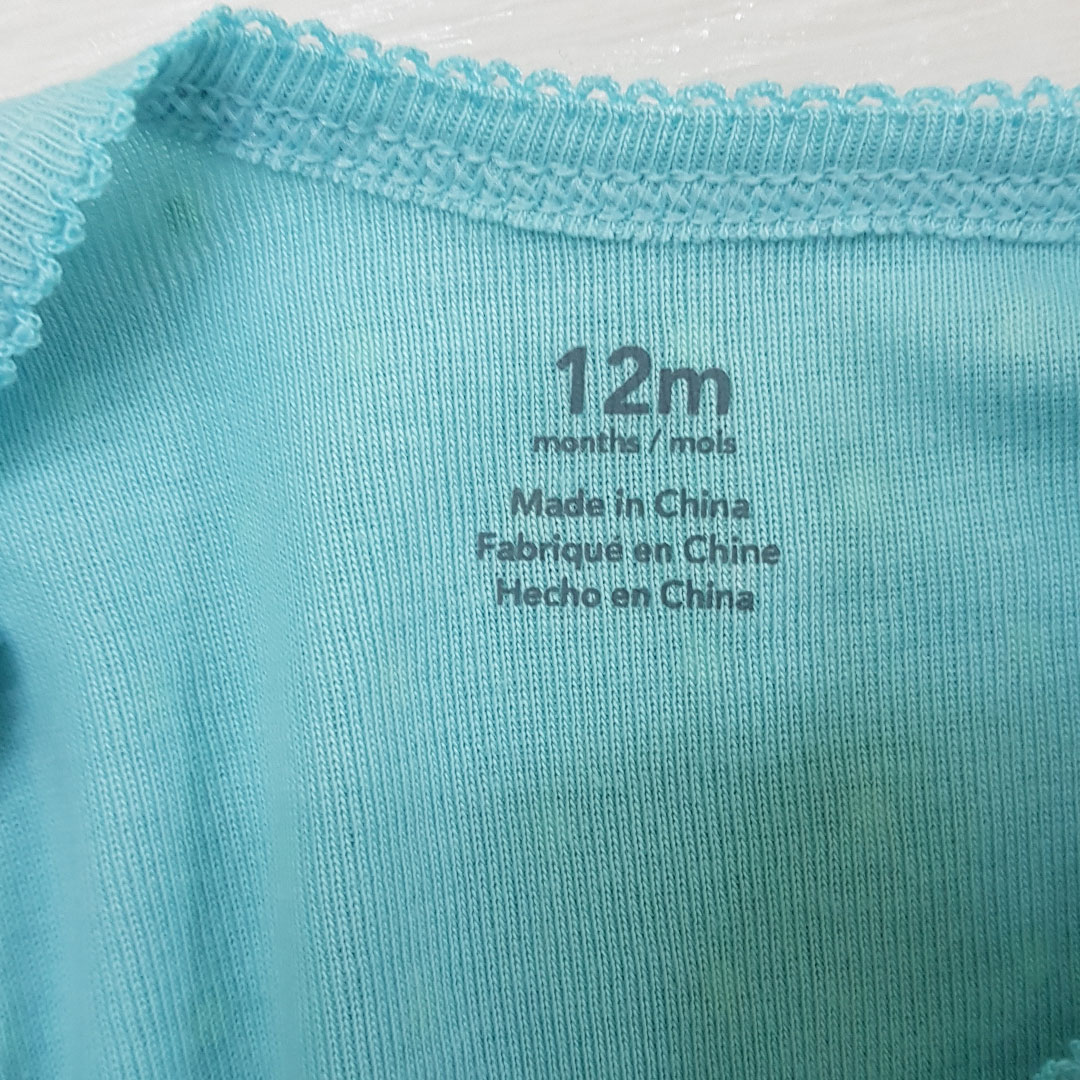 12m
months / mois
Made in China
Fabriqué en Chine
Hecho en China